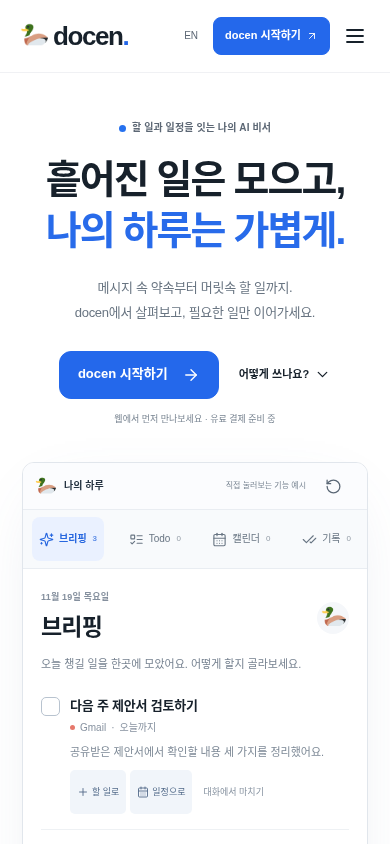 docen.
EN
docen 시작하기
할 일과 일정을 잇는 나의 AI 비서
흩어진 일은 모으고,
나의 하루는 가볍게.
메시지 속 약속부터 머릿속 할 일까지.
docen에서 살펴보고, 필요한 일만 이어가세요.
docen 시작하기
어떻게 쓰나요?
웹에서 먼저 만나보세요 · 유료 결제 준비 중
나의 하루
직접 눌러보는 기능 예시
브리핑 3
Todo 0
캘린더 0
기록 0
11월 19일 목요일
브리핑
오늘 챙길 일을 한곳에 모았어요. 어떻게 할지 골라보세요.
다음 주 제안서 검토하기
Gmail · 오늘까지
공유받은 제안서에서 확인할 내용 세 가지를 정리했어요.
할 일로
일정으로
대화에서 마치기